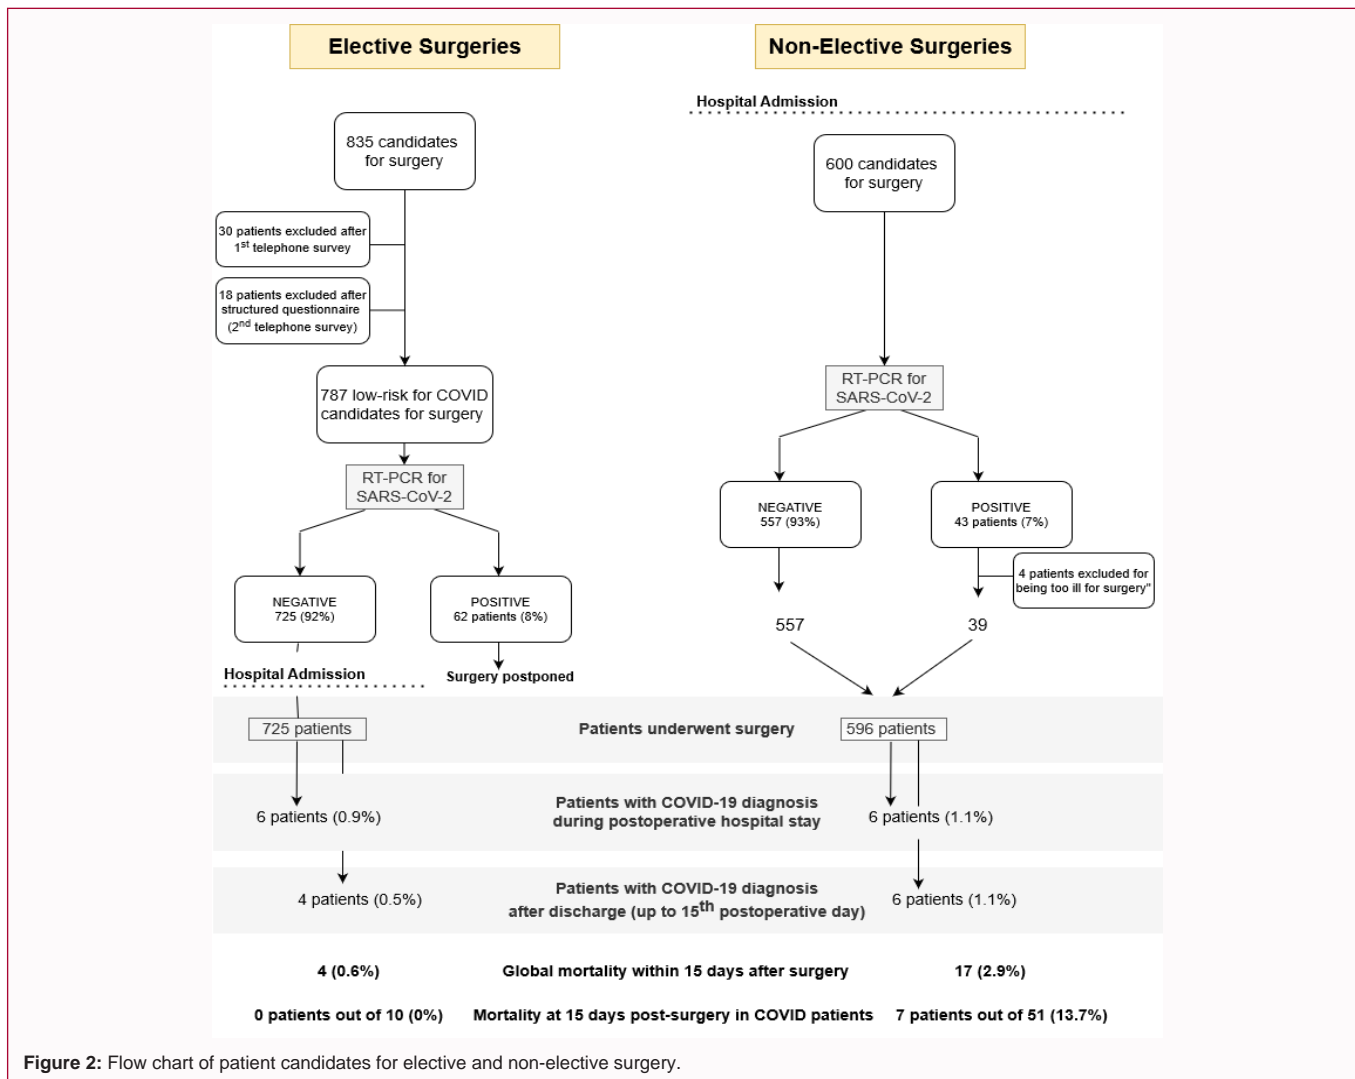 Elective Surgeries
835 candidates
for surgery
30 patients excluded after
1st telephone survey
18 patients excluded after
structured questionnaire
(2nd telephone survey)
787 low-risk for COVID
candidates for surgery
RT-PCR for
SARS-CoV-2
NEGATIVE
725 (92%)
POSITIVE
62 patients (8%)
Hospital Admission
Surgery postponed
Non-Elective Surgeries
Hospital Admission
600 candidates
for surgery
RT-PCR for
SARS-CoV-2
NEGATIVE
557 (93%)
POSITIVE
43 patients (7%)
4 patients excluded for
being too ill for surgery"
557
39
725 patients
Patients underwent surgery
596 patients
6 patients (0.9%)
Patients with COVID-19 diagnosis
during postoperative hospital stay
6 patients (1.1%)
4 patients (0.5%)
Patients with COVID-19 diagnosis
after discharge (up to 15th postoperative day)
6 patients (1.1%)
4 (0.6%)
Global mortality within 15 days after surgery
17 (2.9%)
0 patients out of 10 (0%)
Mortality at 15 days post-surgery in COVID patients
7 patients out of 51 (13.7%)
Figure 2: Flow chart of patient candidates for elective and non-elective surgery.